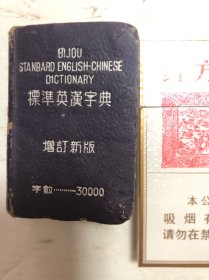 BIJOU
STANDARD ENGLISH-CHINESE
DICTIONARY
標準英漢字典
增訂新版
字數………30000
本公
吸烟有
请勿在禁